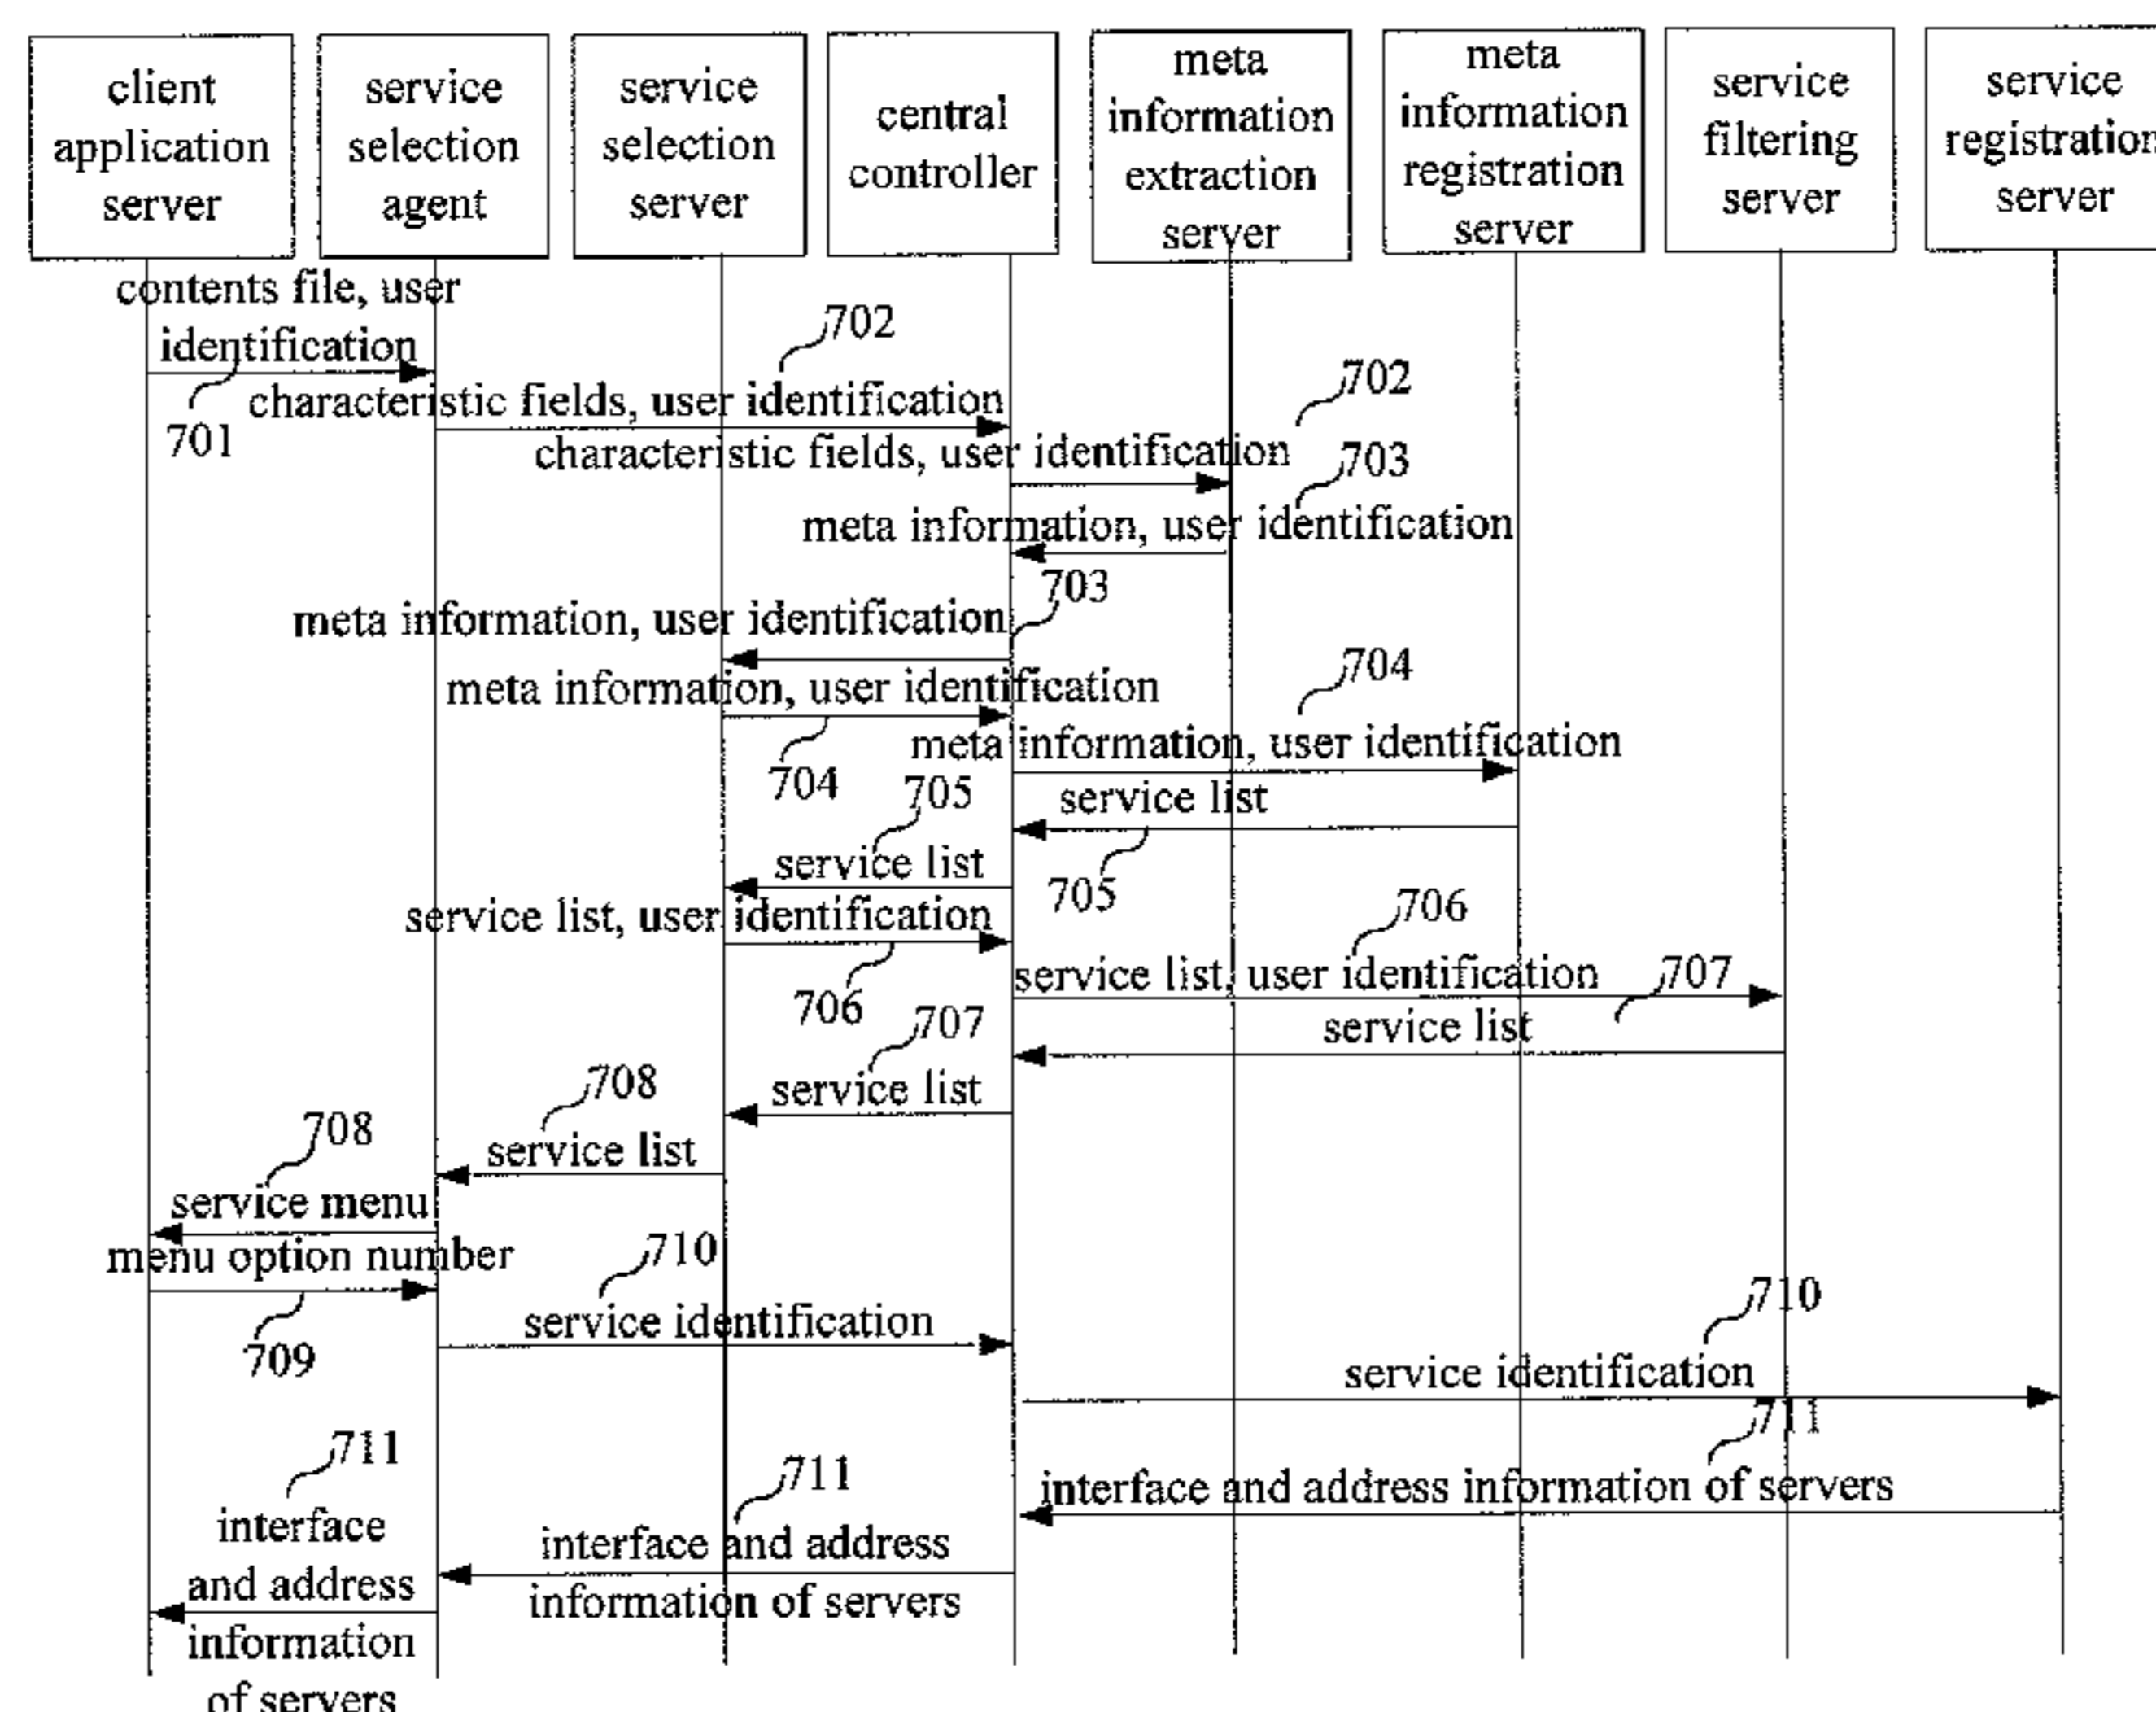 client
application
server
service
selection
agent
service
selection
server
central
controller
meta
information
extraction
server
meta
information
registration
server
service
filtering
server
service
registration
server
contents file, user
identification
701
702
characteristic fields, user identification
702
characteristic fields, user identification
703
meta information, user identification
703
meta information, user identification
704
meta information, user identification
704
meta information, user identification
705
service list
705
service list
service list, user identification
706
706
service list, user identification
707
service list
707
service list
708
service list
708
service menu
menu option number
709
710
service identification
710
service identification
711
interface and address information of servers
711
interface and address
information of servers
711
interface
and address
information
of servers